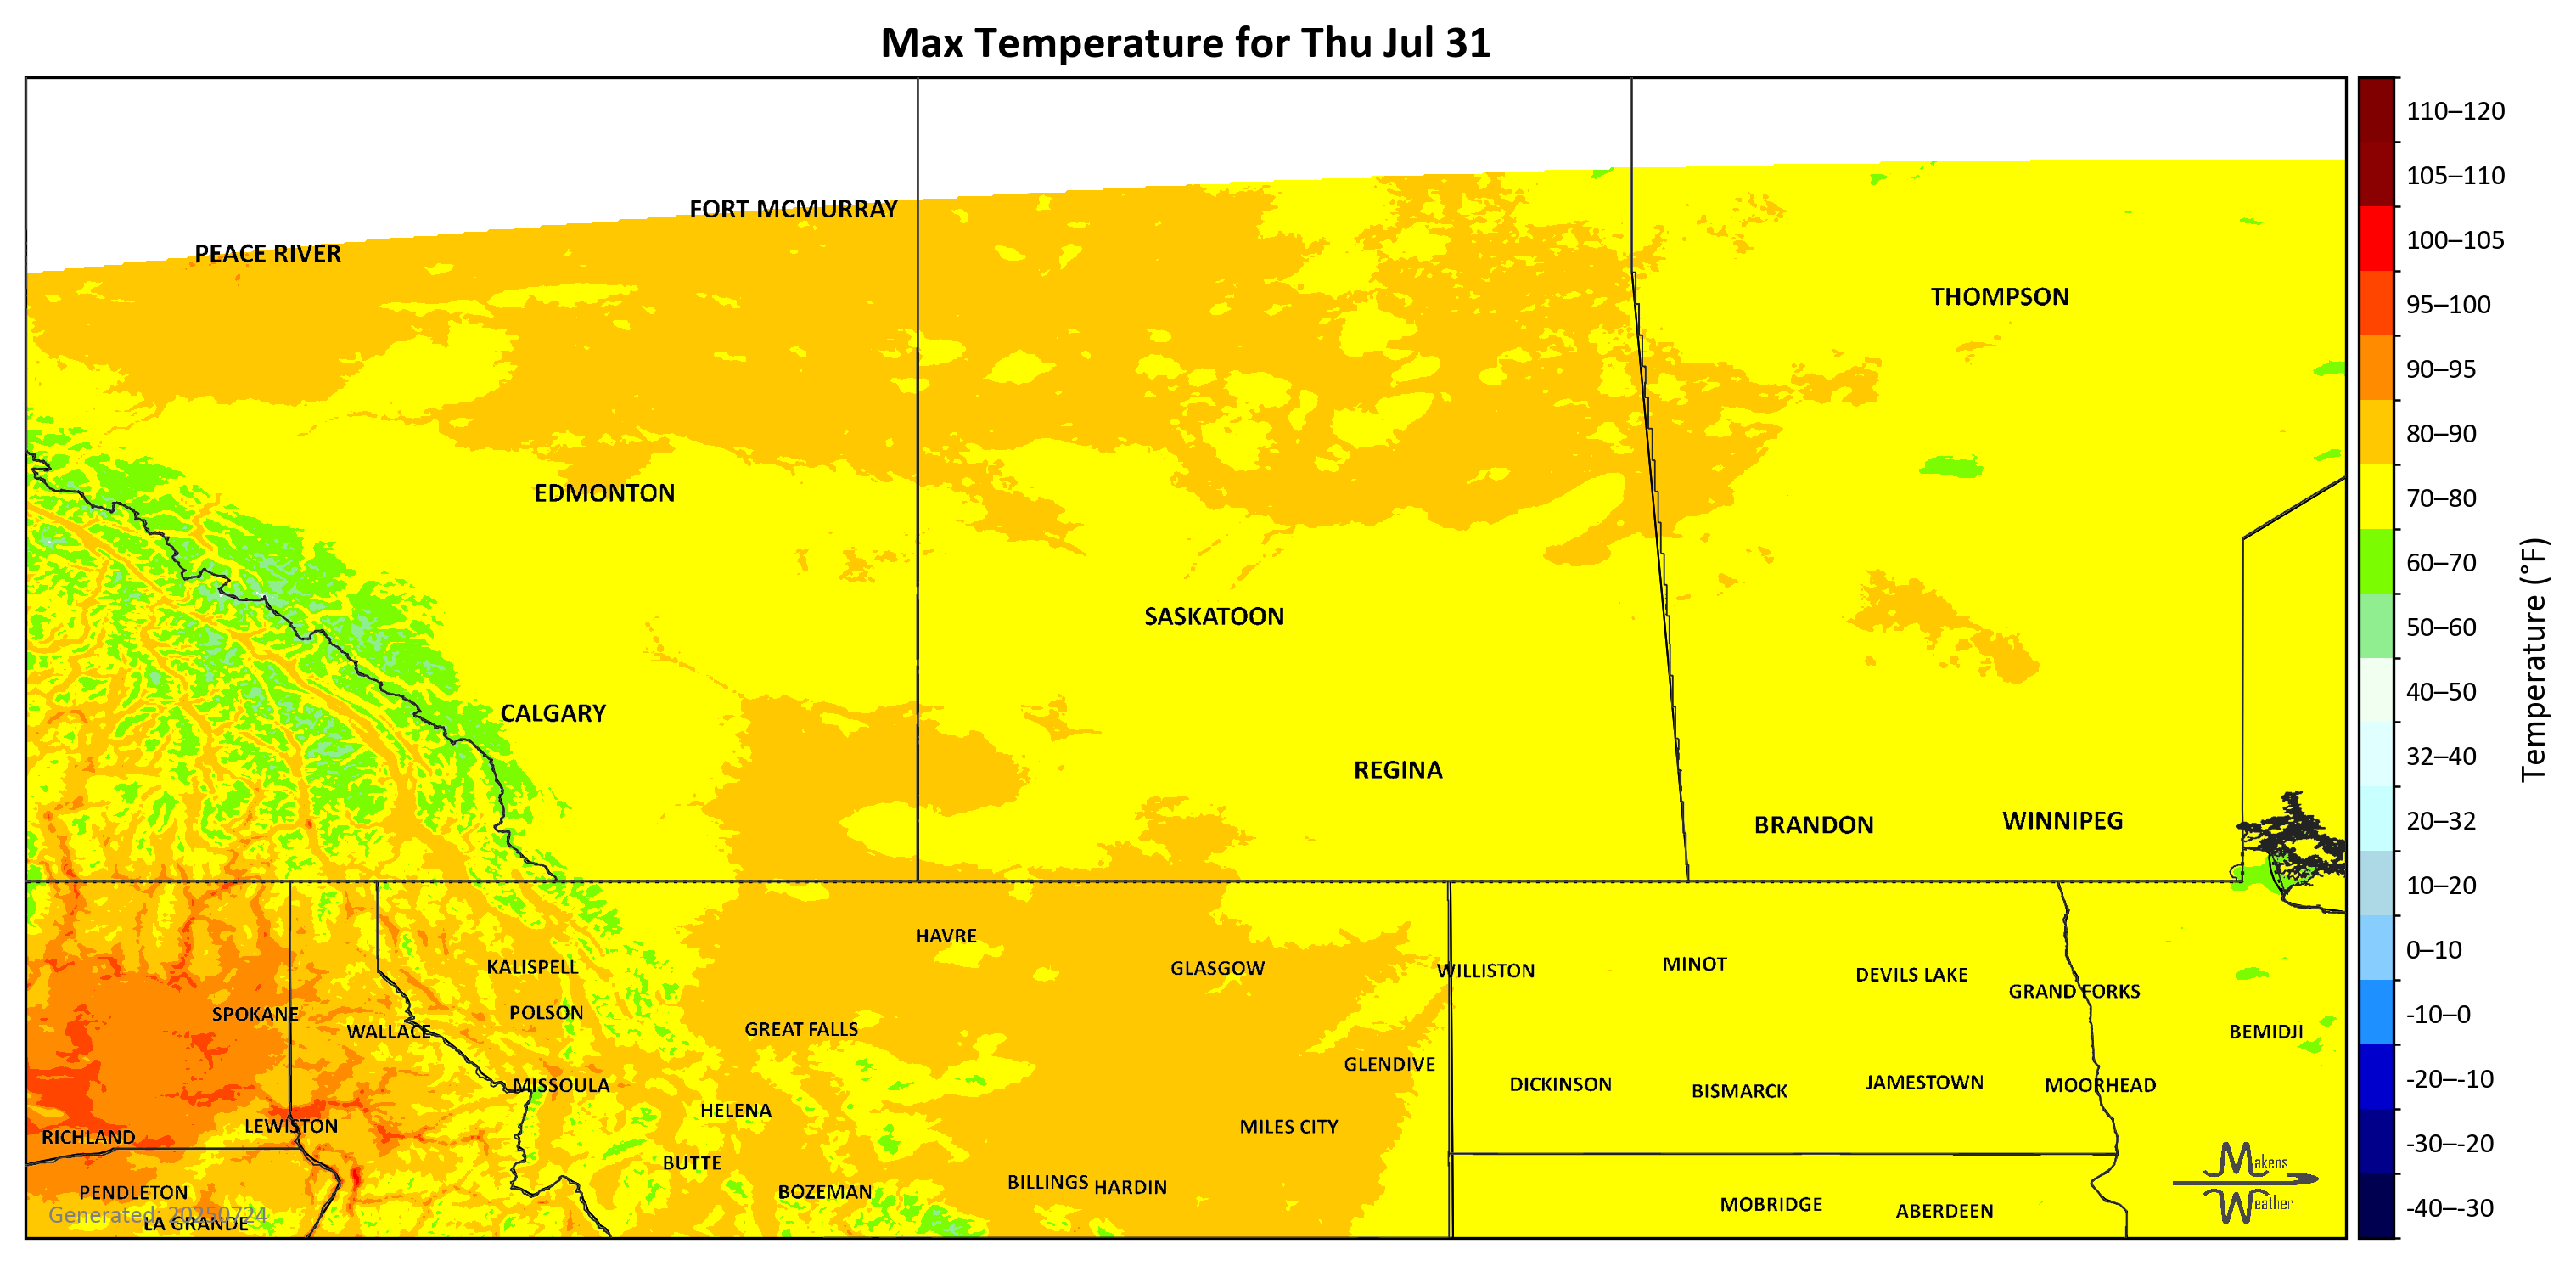 Max Temperature for Thu Jul 31
FORT MCMURRAY
PEACE RIVER
THOMPSON
EDMONTON
SASKATOON
CALGARY
REGINA
BRANDON
WINNIPEG
HAVRE
KALISPELL
GLASGOW
WILLISTON
MINOT
DEVILS LAKE
GRAND FORKS
SPOKANE
POLSON
WALLACE
GREAT FALLS
BEMIDJI
GLENDIVE
MISSOULA
DICKINSON
BISMARCK
JAMESTOWN
MOORHEAD
HELENA
LEWISTON
MILES CITY
RICHLAND
BUTTE
BILLINGS
HARDIN
BOZEMAN
PENDLETON
MOBRIDGE
ABERDEEN
Generated: 20250724
LA GRANDE
Makens
Weather
110–120
105–110
100–105
95–100
90–95
80–90
70–80
60–70
50–60
40–50
32–40
20–32
10–20
0–10
-10–0
-20–-10
-30–-20
-40–-30
Temperature (°F)